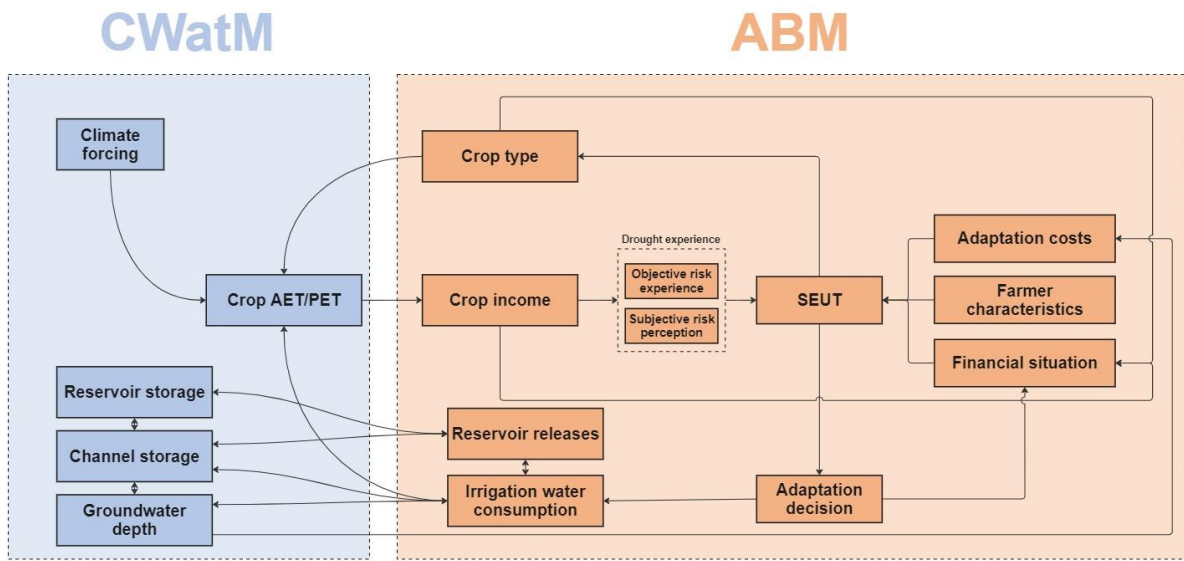 CWatM
ABM
Climate
forcing
Crop AET/PET
Reservoir storage
Channel storage
Groundwater
depth
Crop type
Crop income
Drought experience
Objective risk
experience
Subjective risk
perception
SEUT
Adaptation costs
Farmer
characteristics
Financial situation
Reservoir releases
Irrigation water
consumption
Adaptation
decision